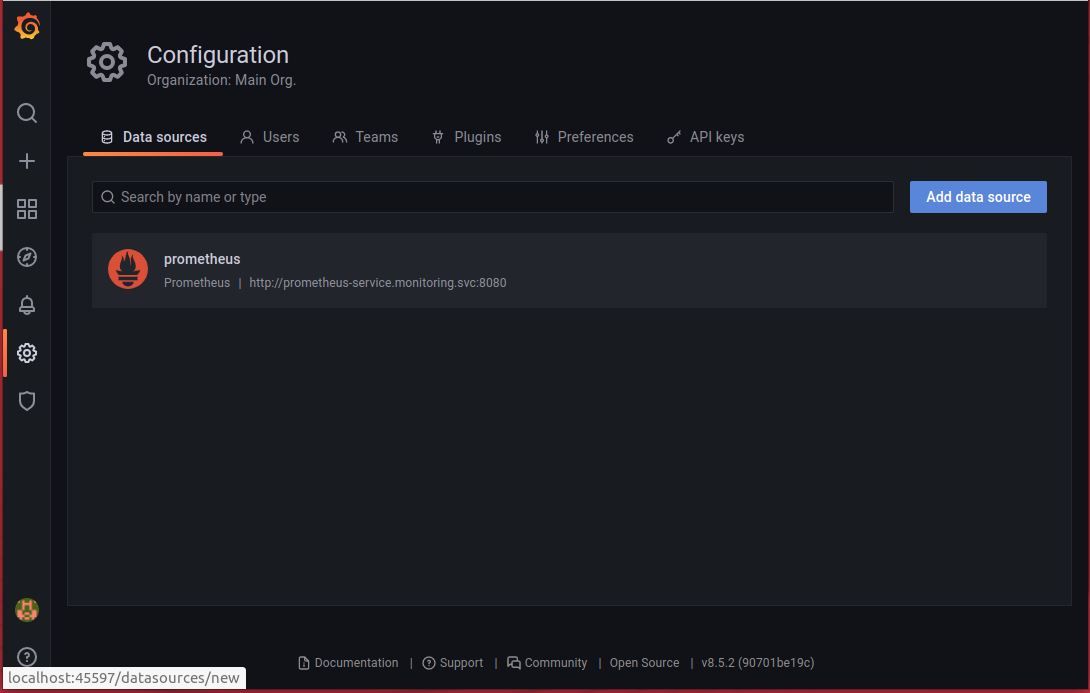 Configuration
Organization: Main Org.
Data sources Users Teams Plugins Preferences API keys
Search by name or type Add data source
prometheus
Prometheus | http://prometheus-service.monitoring.svc:8080
Documentation | Support | Community | Open Source | v8.5.2 (90701be19c)
localhost:45597/datasources/new